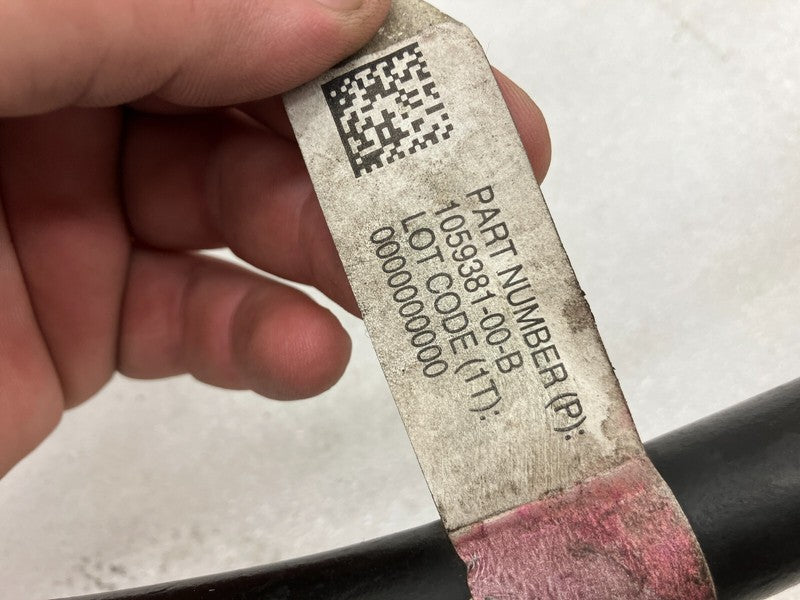 PART NUMBER (P):
1059381-00-B
LOT CODE (1T):
0000000000